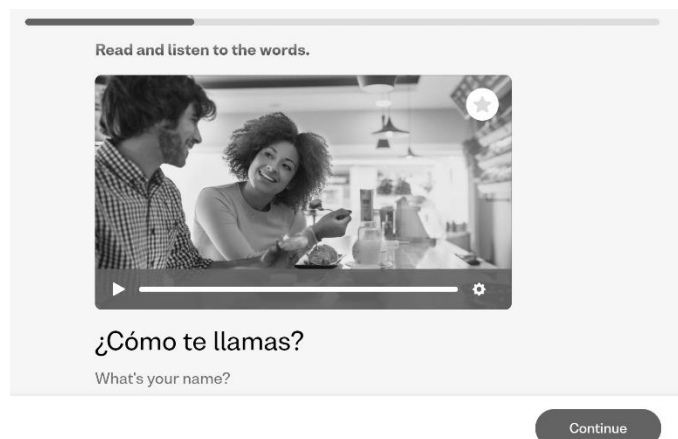 Read and listen to the words.
¿Cómo te llamas?
What's your name?
Continue